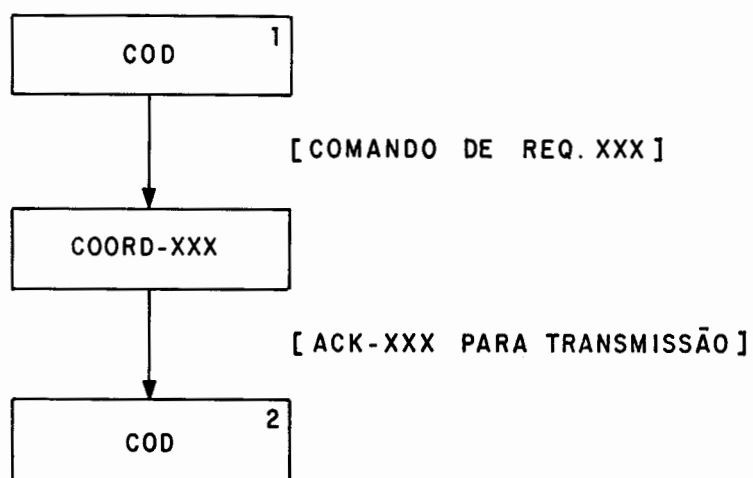 COD 1
[COMANDO DE REQ. XXX]
COORD-XXX
[ACK-XXX PARA TRANSMISSÃO]
COD 2